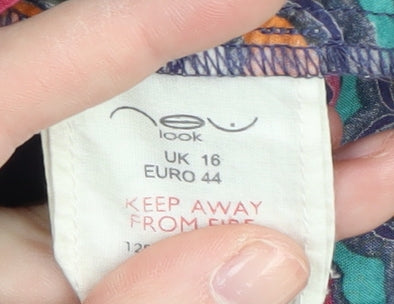 new
look
UK 16
EURO 44
KEEP AWAY
FROM FIRE